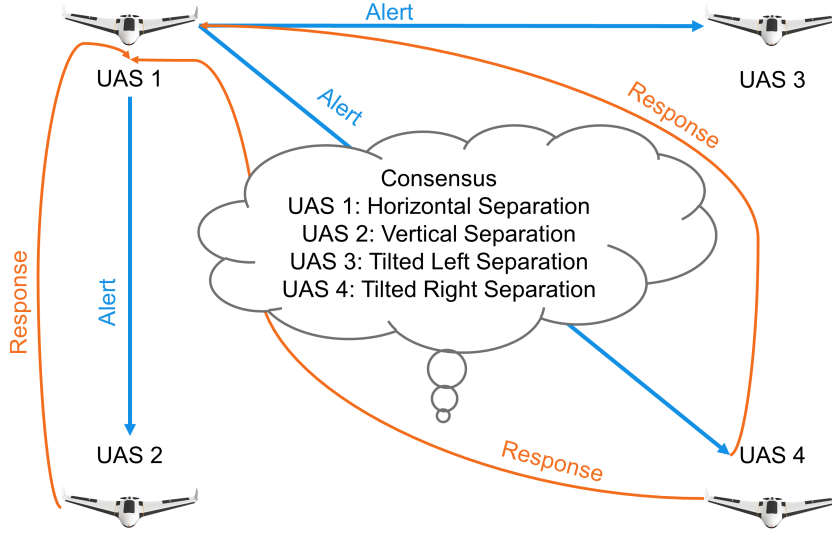 Alert
UAS 1
UAS 3
Alert
Response
Consensus
UAS 1: Horizontal Separation
UAS 2: Vertical Separation
UAS 3: Tilted Left Separation
UAS 4: Tilted Right Separation
Response
Alert
UAS 2
Response
UAS 4